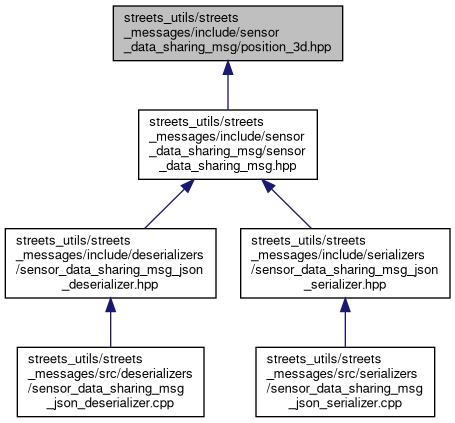 streets_utils/streets
_messages/include/sensor
_data_sharing_msg/position_3d.hpp
streets_utils/streets
_messages/include/sensor
_data_sharing_msg/sensor
_data_sharing_msg.hpp
streets_utils/streets
_messages/include/deserializers
/sensor_data_sharing_msg_json
_deserializer.hpp
streets_utils/streets
_messages/include/serializers
/sensor_data_sharing_msg_json
_serializer.hpp
streets_utils/streets
_messages/src/deserializers
/sensor_data_sharing_msg
_json_deserializer.cpp
streets_utils/streets
_messages/src/serializers
/sensor_data_sharing_msg
_json_serializer.cpp